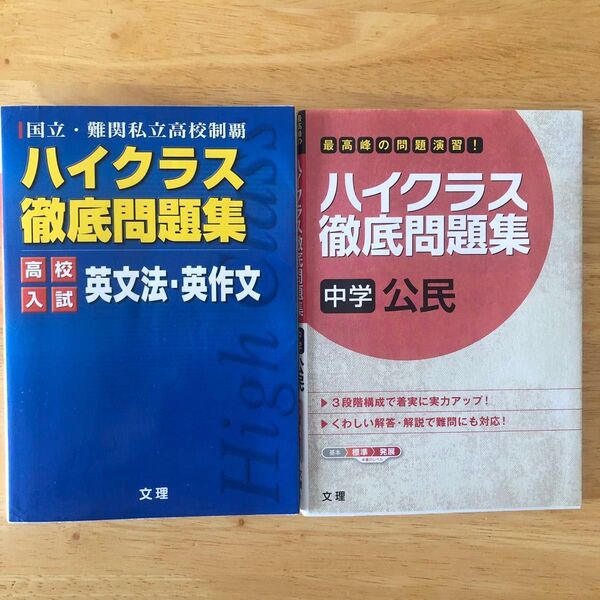 国立・難関私立高校制覇
ハイクラス
徹底問題集
高校
入試
英文法・英作文
High Class
文理
最高峰の問題演習！
ハイクラス
徹底問題集
中学 公民
▶3段階構成で着実に実力アップ！
▶くわしい解答・解説で難問にも対応！
基本 標準 発展
文理